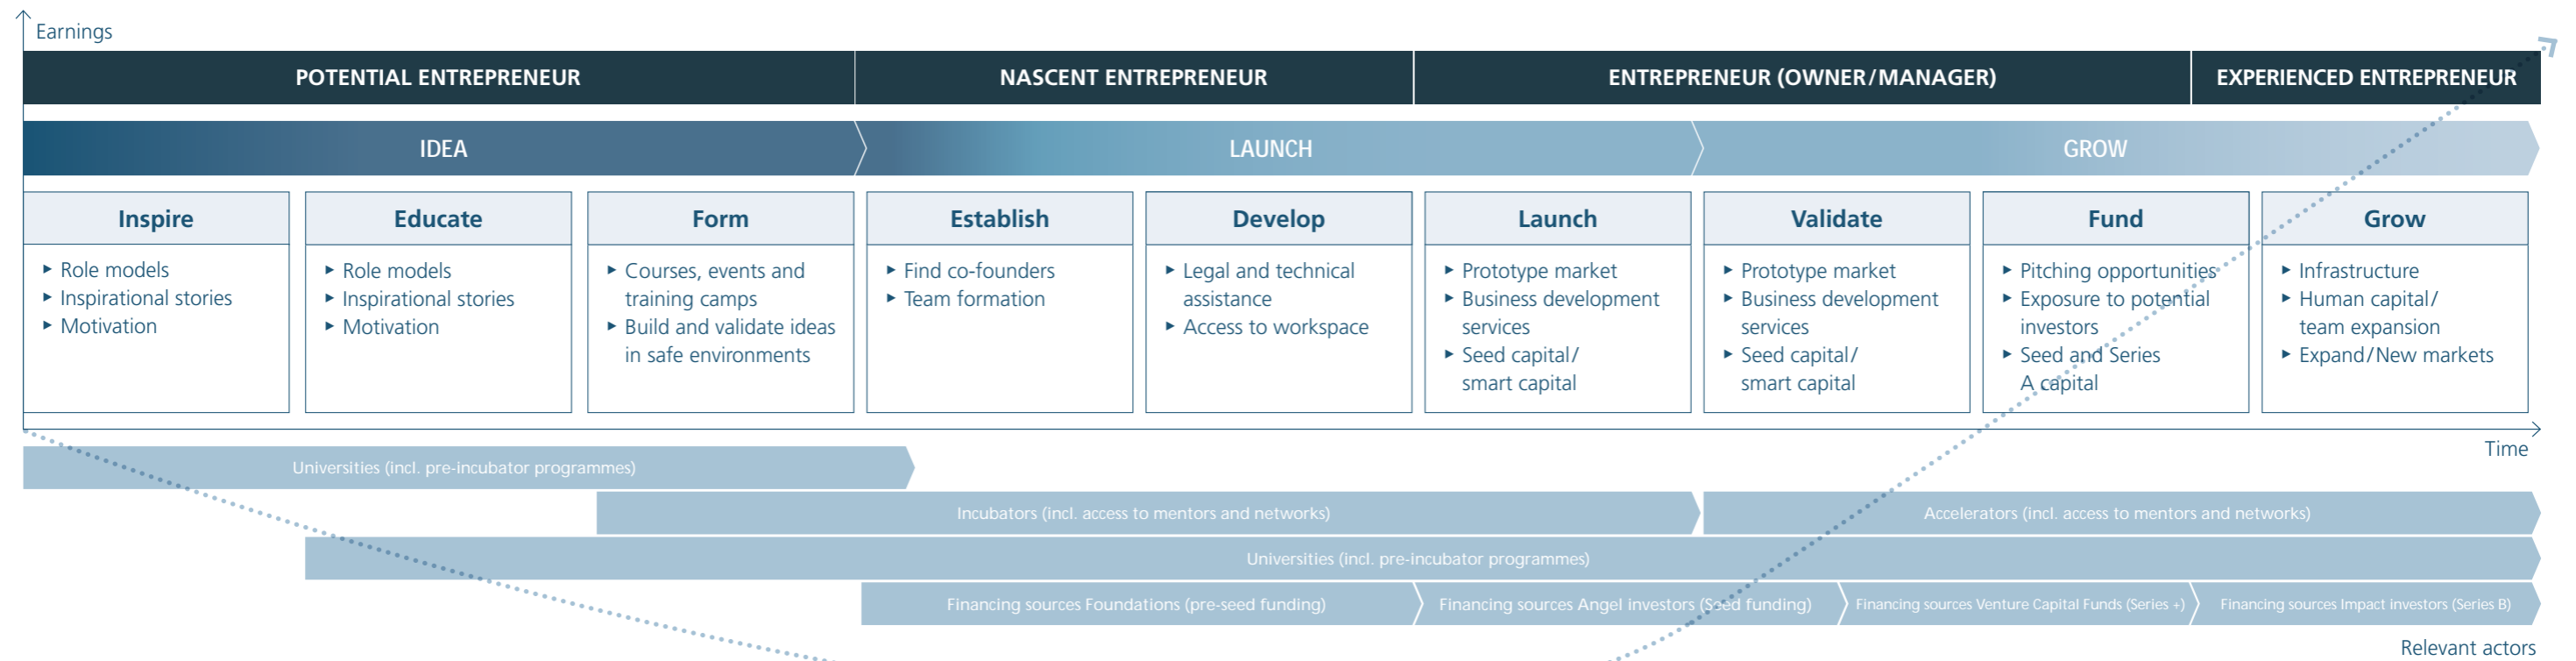 Earnings
POTENTIAL ENTREPRENEUR
NASCENT ENTREPRENEUR
ENTREPRENEUR (OWNER/MANAGER)
EXPERIENCED ENTREPRENEUR
IDEA
LAUNCH
GROW
Inspire
▸ Role models
▸ Inspirational stories
▸ Motivation
Educate
▸ Role models
▸ Inspirational stories
▸ Motivation
Form
▸ Courses, events and
training camps
▸ Build and validate ideas
in safe environments
Establish
▸ Find co-founders
▸ Team formation
Develop
▸ Legal and technical
assistance
▸ Access to workspace
Launch
▸ Prototype market
▸ Business development
services
▸ Seed capital/
smart capital
Validate
▸ Prototype market
▸ Business development
services
▸ Seed capital/
smart capital
Fund
▸ Pitching opportunities
▸ Exposure to potential
investors
▸ Seed and Series
A capital
Grow
▸ Infrastructure
▸ Human capital/
team expansion
▸ Expand/New markets
Time
Universities (incl. pre-incubator programmes)
Incubators (incl. access to mentors and networks)
Accelerators (incl. access to mentors and networks)
Universities (incl. pre-incubator programmes)
Financing sources Foundations (pre-seed funding)
Financing sources Angel investors (Seed funding)
Financing sources Venture Capital Funds (Series +)
Financing sources Impact investors (Series B)
Relevant actors